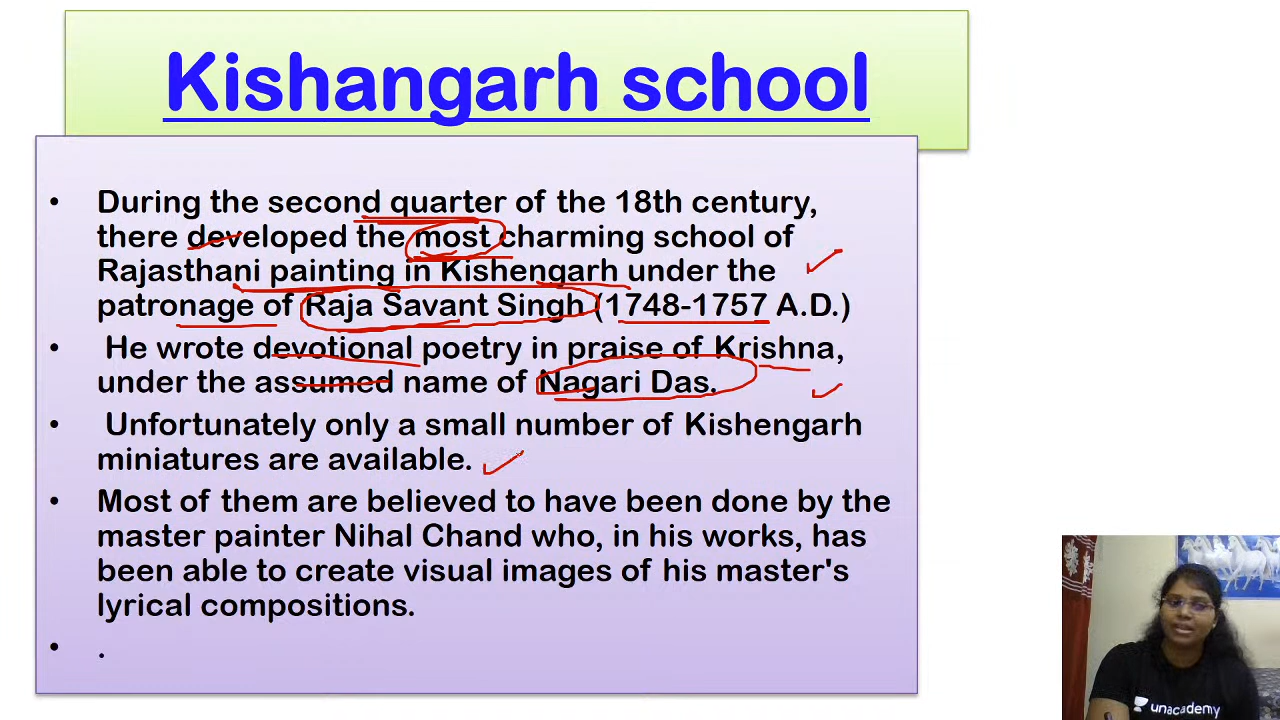 Kishangarh school
• During the second quarter of the 18th century,
there developed the most charming school of
Rajasthani painting in Kishengarh under the
patronage of Raja Savant Singh (1748-1757 A.D.)
• He wrote devotional poetry in praise of Krishna,
under the assumed name of Nagari Das.
• Unfortunately only a small number of Kishengarh
miniatures are available.
• Most of them are believed to have been done by the
master painter Nihal Chand who, in his works, has
been able to create visual images of his master's
lyrical compositions.
• .
unacademy